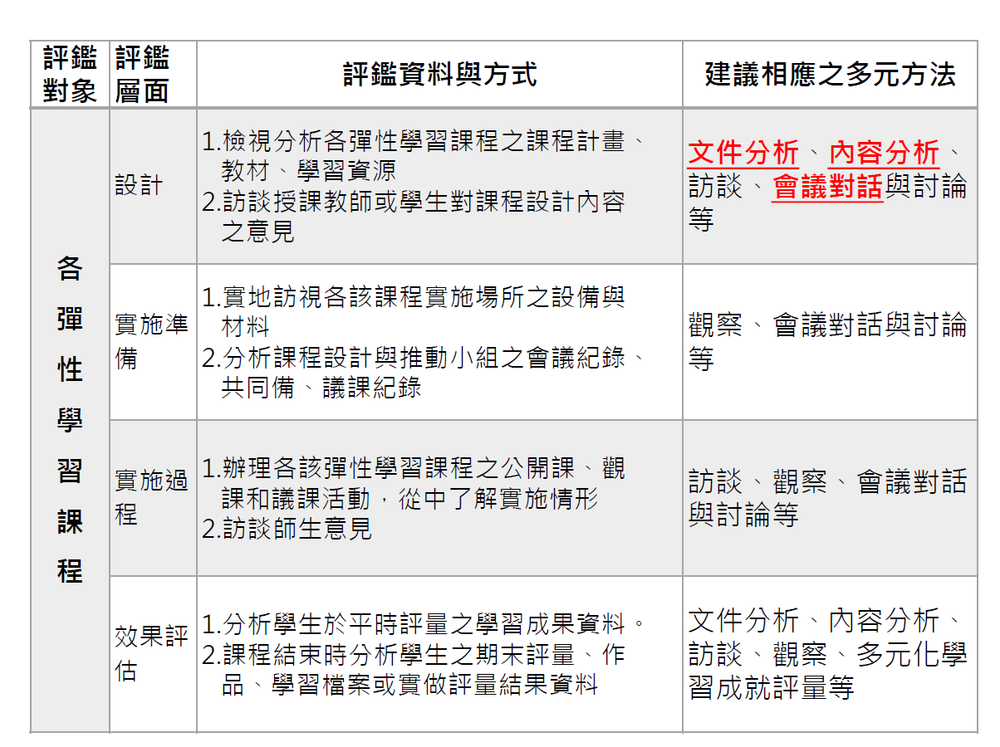 評鑑
對象
評鑑
層面
評鑑資料與方式
建議相應之多元方法
各
彈
性
學
習
課
程
設計
1.檢視分析各彈性學習課程之課程計畫、
教材、學習資源
2.訪談授課教師或學生對課程設計內容
之意見
文件分析、內容分析、
訪談、會議對話與討論
等
實施準
備
1.實地訪視各該課程實施場所之設備與
材料
2.分析課程設計與推動小組之會議紀錄、
共同備、議課紀錄
觀察、會議對話與討論
等
實施過
程
1.辦理各該彈性學習課程之公開課、觀
課和議課活動，從中了解實施情形
2.訪談師生意見
訪談、觀察、會議對話
與討論等
效果評
估
1.分析學生於平時評量之學習成果資料。
2.課程結束時分析學生之期末評量、作
品、學習檔案或實做評量結果資料
文件分析、內容分析、
訪談、觀察、多元化學
習成就評量等